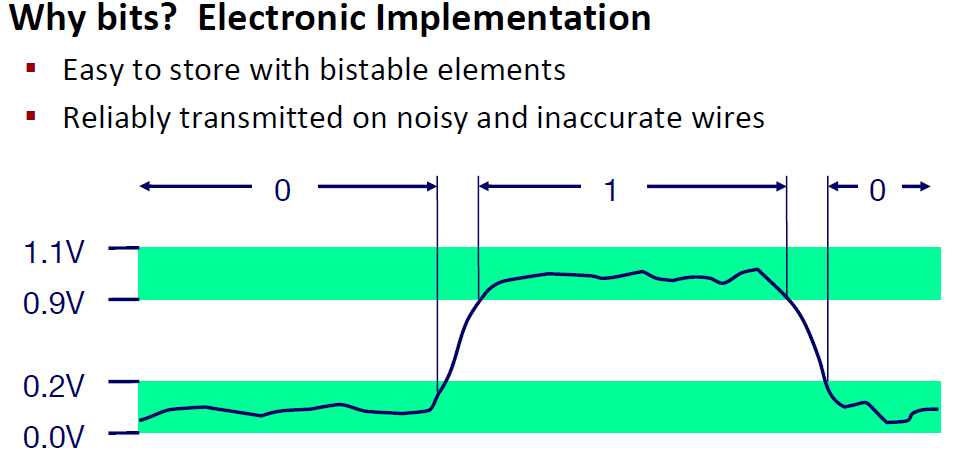 Why bits?  Electronic Implementation
▪ Easy to store with bistable elements
▪ Reliably transmitted on noisy and inaccurate wires
0 1 0
1.1V
0.9V
0.2V
0.0V